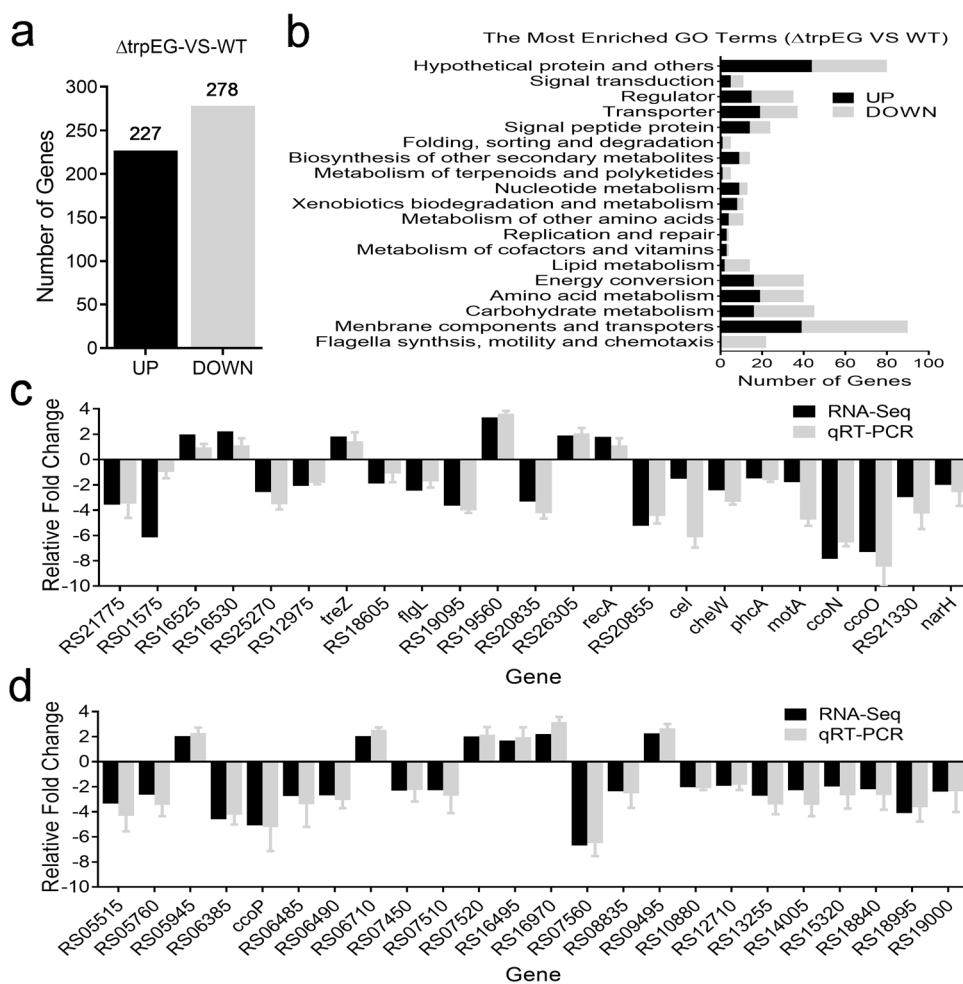 a
ΔtrpEG-VS-WT
Number of Genes
300
250
200
150
100
50
0
227
278
UP
DOWN
b
The Most Enriched GO Terms (ΔtrpEG VS WT)
Hypothetical protein and others
Signal transduction
Regulator
Transporter
Signal peptide protein
Folding, sorting and degradation
Biosynthesis of other secondary metabolites
Metabolism of terpenoids and polyketides
Nucleotide metabolism
Xenobiotics biodegradation and metabolism
Metabolism of other amino acids
Replication and repair
Metabolism of cofactors and vitamins
Lipid metabolism
Energy conversion
Amino acid metabolism
Carbohydrate metabolism
Menbrane components and transpoters
Flagella synthsis, motility and chemotaxis
UP
DOWN
0 20 40 60 80 100
Number of Genes
c
Relative Fold Change
4
2
0
-2
-4
-6
-8
-10
RNA-Seq
qRT-PCR
RS21775
RS01575
RS16525
RS16530
RS25270
RS12975
treZ
RS18605
flgL
RS19095
RS19560
RS20835
RS26305
recA
RS20855
cel
cheW
phcA
motA
ccoN
ccoO
RS21330
narH
Gene
d
Relative Fold Change
4
2
0
-2
-4
-6
-8
-10
RNA-Seq
qRT-PCR
RS05515
RS05760
RS05945
RS06385
ccoP
RS06485
RS06490
RS06710
RS07450
RS07510
RS07520
RS16495
RS16970
RS07560
RS08835
RS09495
RS10880
RS12710
RS13255
RS14005
RS15320
RS18840
RS18995
RS19000
Gene